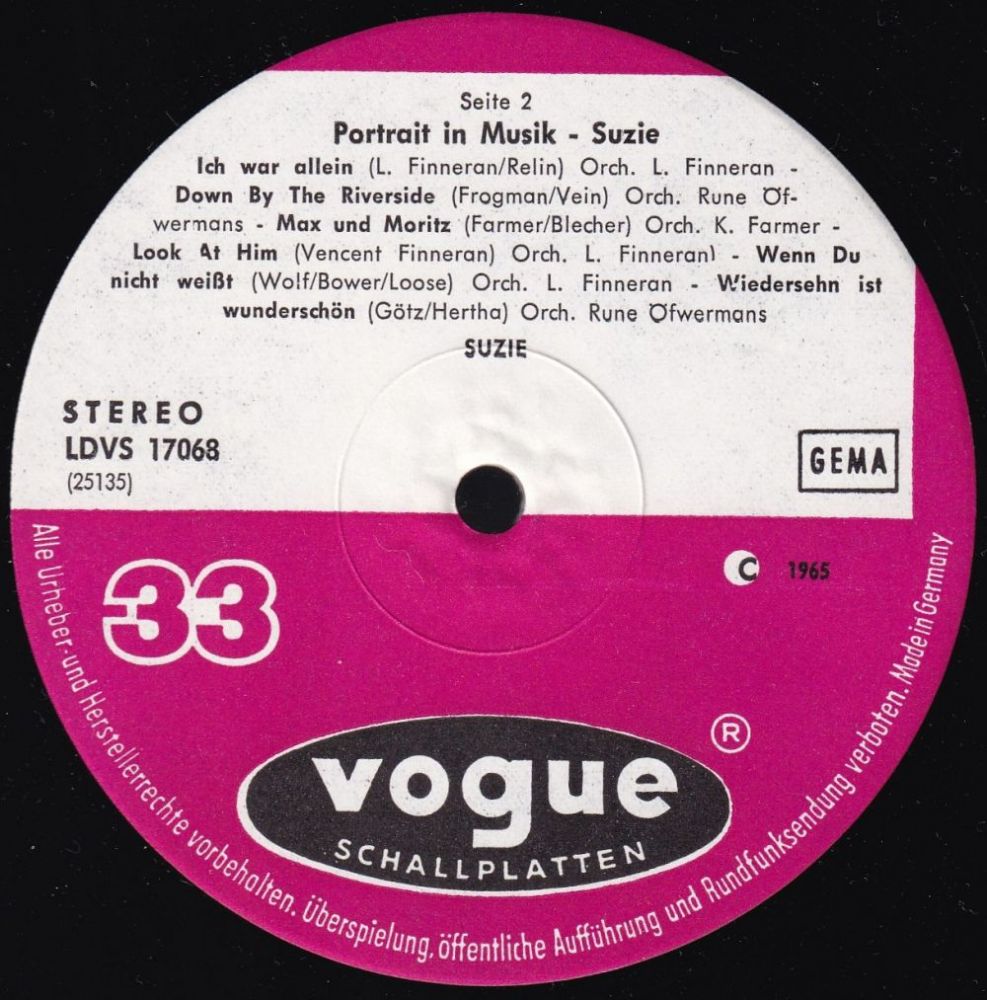 Seite 2
Portrait in Musik - Suzie
Ich war allein (L. Finneran/Relin) Orch. L. Finneran -
Down By The Riverside (Frogman/Vein) Orch. Rune Öf-
wermans - Max und Moritz (Farmer/Blecher) Orch. K. Farmer -
Look At Him (Vencent Finneran) Orch. L. Finneran) - Wenn Du
nicht weißt (Wolf/Bower/Loose) Orch. L. Finneran - Wiedersehn ist
wunderschön (Götz/Hertha) Orch. Rune Öfwermans
SUZIE
STEREO
LDVS 17068
(25135)
GEMA
33
C 1965
®
vogue
SCHALLPLATTEN
Alle Urheber- und Herstellerrechte vorbehalten. Überspielung, öffentliche Aufführung und Rundfunksendung verboten. Made in Germany